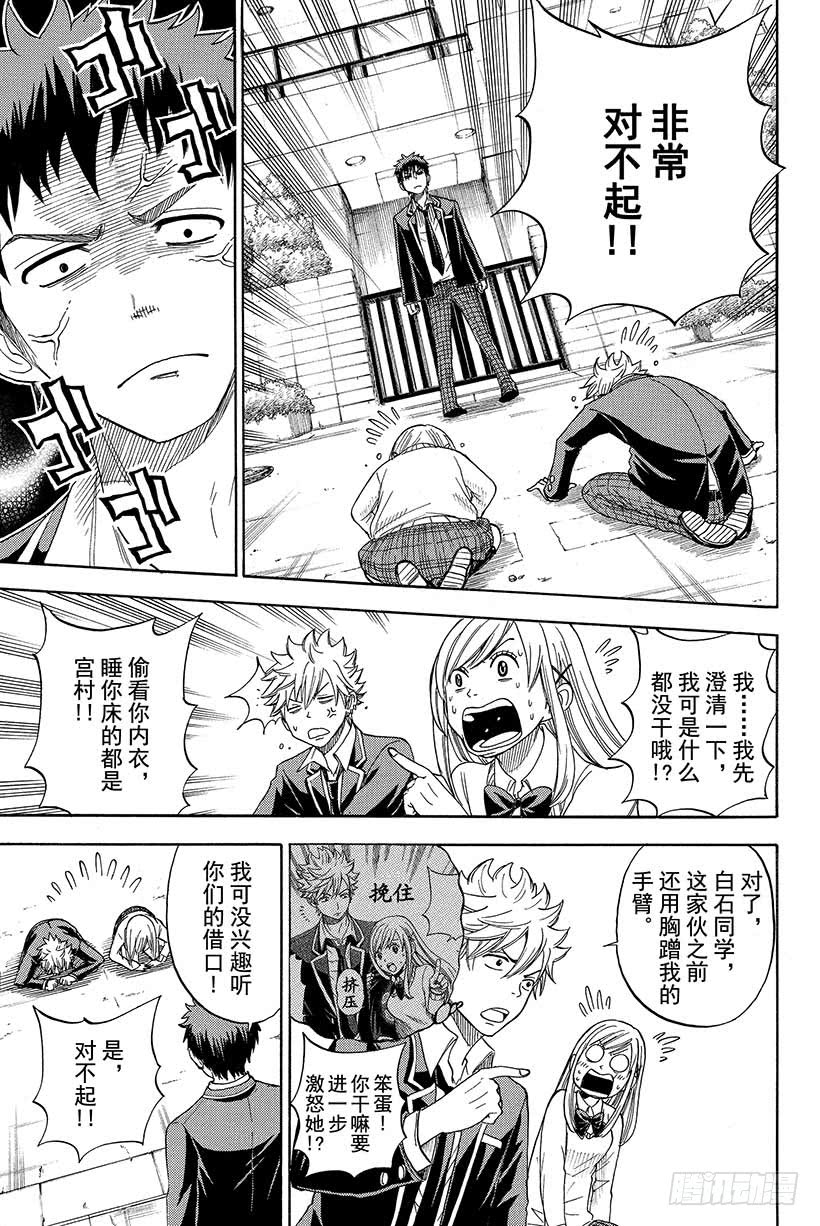 非常
对不起!!
ゴゴ
ゴゴ
我……我先
澄清一下，
我可是什么
都没干哦!?
偷看你内衣，
睡你床的都是
宫村!!
对了，
白石同学，
这家伙之前
还用胸蹭我的
手臂。
挽住
挤压
笨蛋！
你干嘛要
进一步
激怒她!?
我可没兴趣听
你们的借口！
是，
对不起!!
腾讯动漫